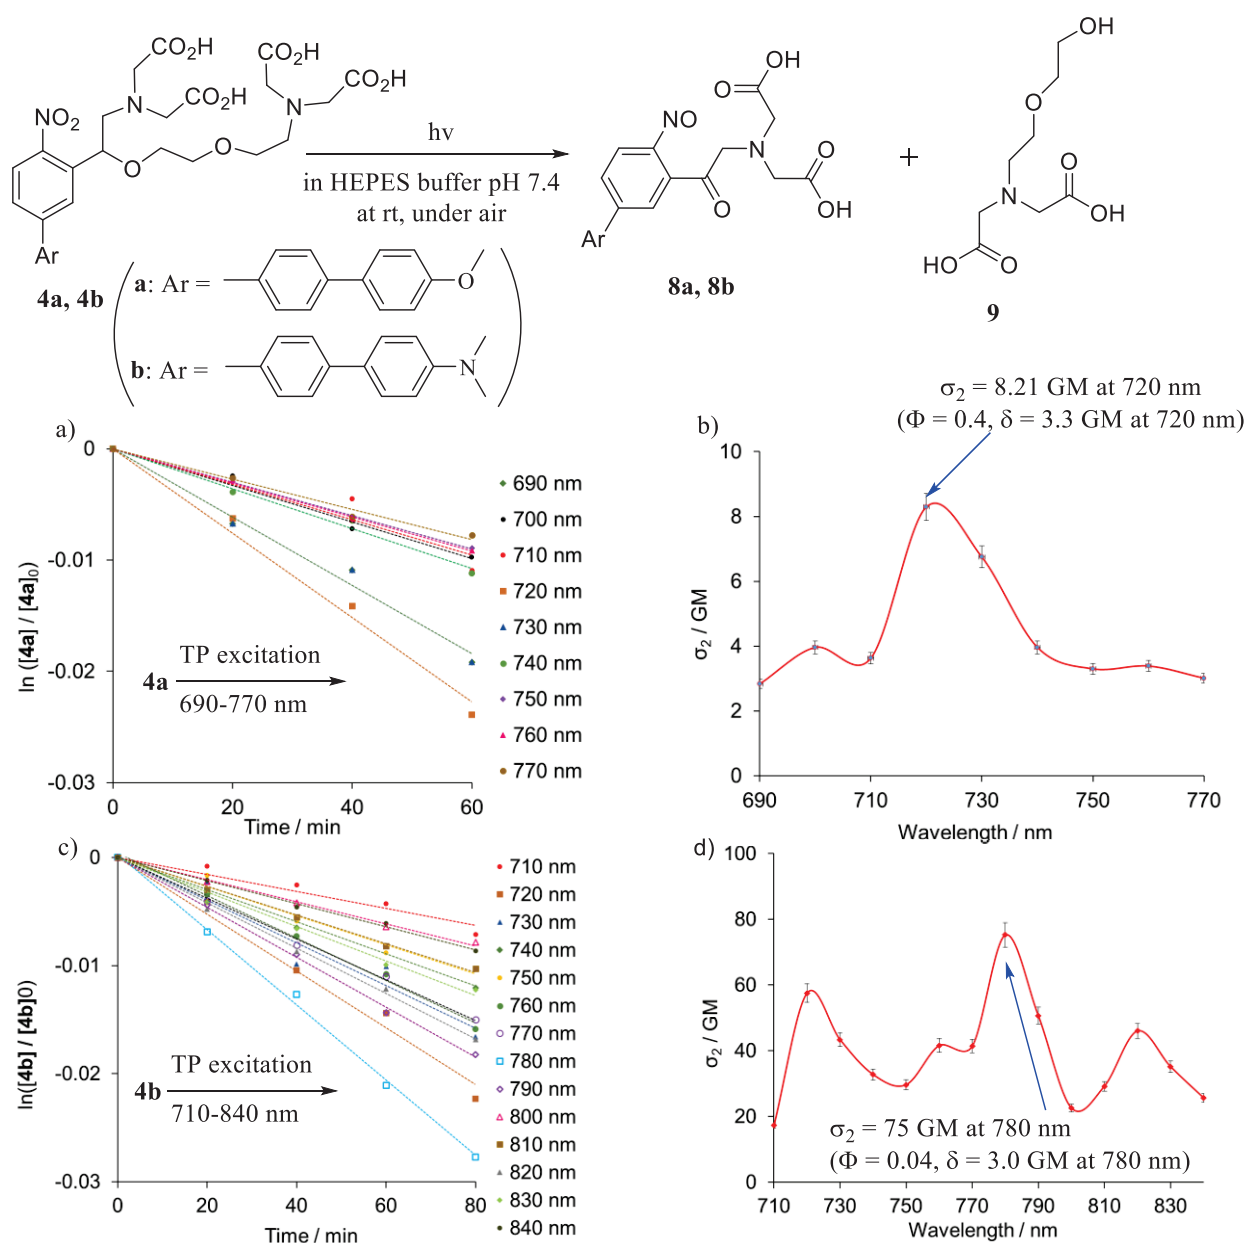 CO₂H
CO₂H
N
CO₂H
NO₂
O
O
CO₂H
N
CO₂H
Ar
4a, 4b
hν
in HEPES buffer pH 7.4
at rt, under air
a: Ar =
O
b: Ar =
N
OH
O
NO
N
O
OH
O
Ar
8a, 8b
+
OH
O
N
O
OH
HO
O
9
a)
0
-0.01
-0.02
-0.03
0
20
40
60
ln ([4a] / [4a]₀)
Time / min
TP excitation
4a
690-770 nm
690 nm
700 nm
710 nm
720 nm
730 nm
740 nm
750 nm
760 nm
770 nm
b)
σ₂ = 8.21 GM at 720 nm
(Φ = 0.4, δ = 3.3 GM at 720 nm)
10
8
6
4
2
0
690
710
730
750
770
σ₂ / GM
Wavelength / nm
c)
0
-0.01
-0.02
-0.03
0
20
40
60
80
ln([4b] / [4b]0)
Time / min
TP excitation
4b
710-840 nm
710 nm
720 nm
730 nm
740 nm
750 nm
760 nm
770 nm
780 nm
790 nm
800 nm
810 nm
820 nm
830 nm
840 nm
d)
100
80
60
40
20
0
710
730
750
770
790
810
830
σ₂ / GM
Wavelength / nm
σ₂ = 75 GM at 780 nm
(Φ = 0.04, δ = 3.0 GM at 780 nm)